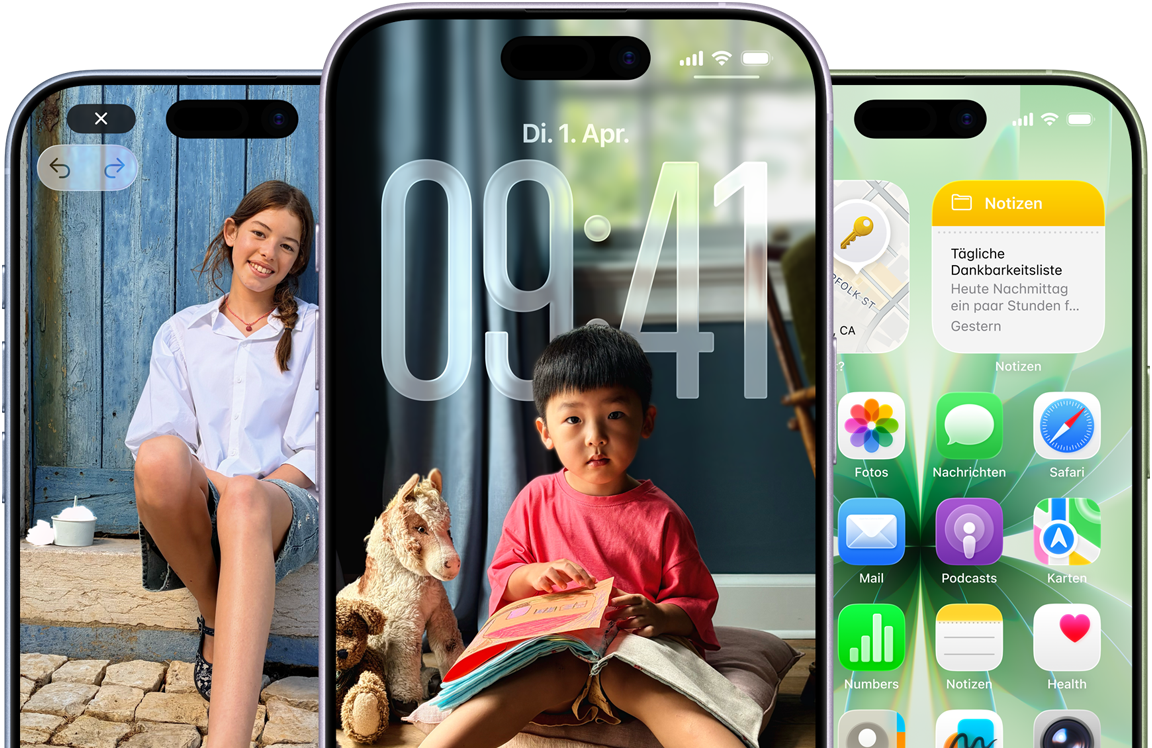 Di. 1. Apr.
09:41
Notizen
Tägliche
Dankbarkeitsliste
Heute Nachmittag
ein paar Stunden f...
Gestern
RFOLK ST
, CA
?
Notizen
Fotos
Nachrichten
Safari
Mail
Podcasts
Karten
Numbers
Notizen
Health